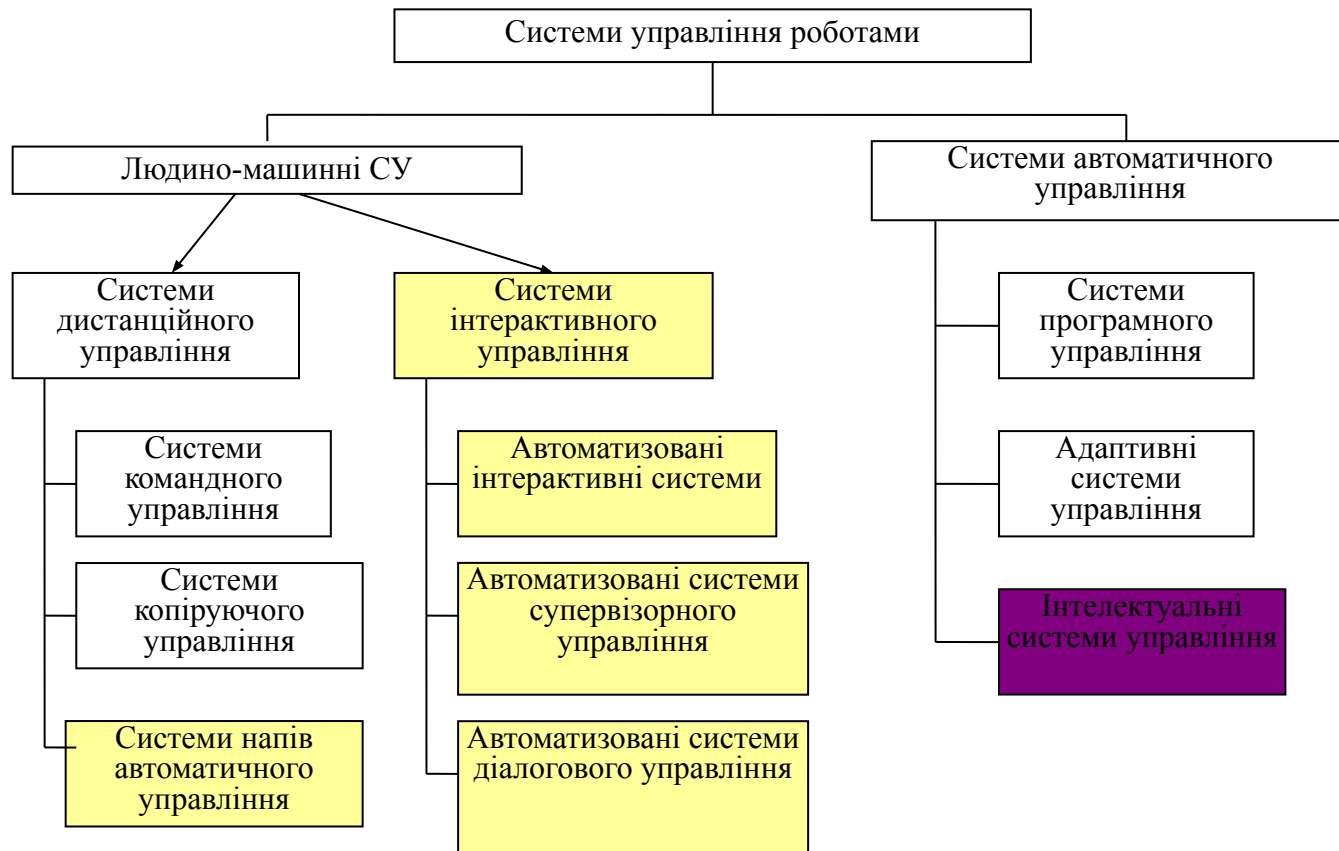 Системи управління роботами
Людино-машинні СУ
Системи автоматичного
управління
Системи
дистанційного
управління
Системи
інтерактивного
управління
Системи
програмного
управління
Системи
командного
управління
Автоматизовані
інтерактивні системи
Адаптивні
системи
управління
Системи
копіруючого
управління
Автоматизовані системи
супервізорного
управління
Інтелектуальні
системи управління
Системи напів
автоматичного
управління
Автоматизовані системи
діалогового управління